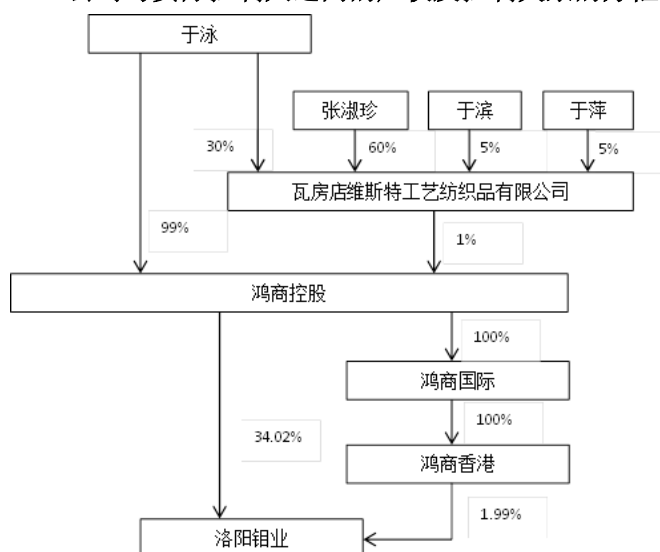 于泳
张淑珍
于滨
于萍
30%
60%
5%
5%
瓦房店维斯特工艺纺织品有限公司
99%
1%
鸿商控股
100%
鸿商国际
100%
34.02%
鸿商香港
1.99%
洛阳钼业